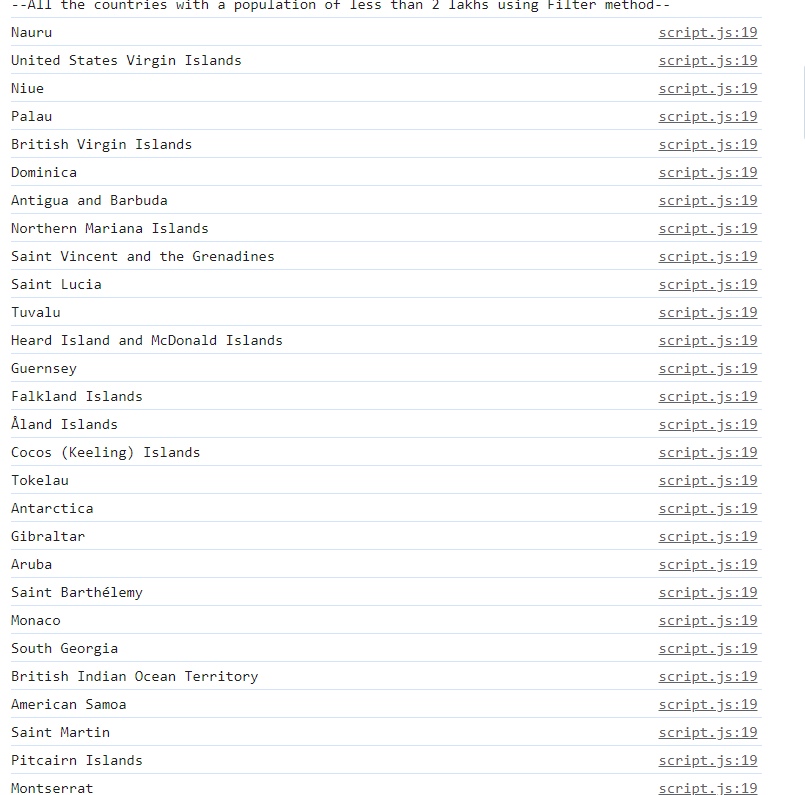 --All the countries with a population of less than 2 lakhs using Filter method--
Nauru script.js:19
United States Virgin Islands script.js:19
Niue script.js:19
Palau script.js:19
British Virgin Islands script.js:19
Dominica script.js:19
Antigua and Barbuda script.js:19
Northern Mariana Islands script.js:19
Saint Vincent and the Grenadines script.js:19
Saint Lucia script.js:19
Tuvalu script.js:19
Heard Island and McDonald Islands script.js:19
Guernsey script.js:19
Falkland Islands script.js:19
Åland Islands script.js:19
Cocos (Keeling) Islands script.js:19
Tokelau script.js:19
Antarctica script.js:19
Gibraltar script.js:19
Aruba script.js:19
Saint Barthélemy script.js:19
Monaco script.js:19
South Georgia script.js:19
British Indian Ocean Territory script.js:19
American Samoa script.js:19
Saint Martin script.js:19
Pitcairn Islands script.js:19
Montserrat script.js:19